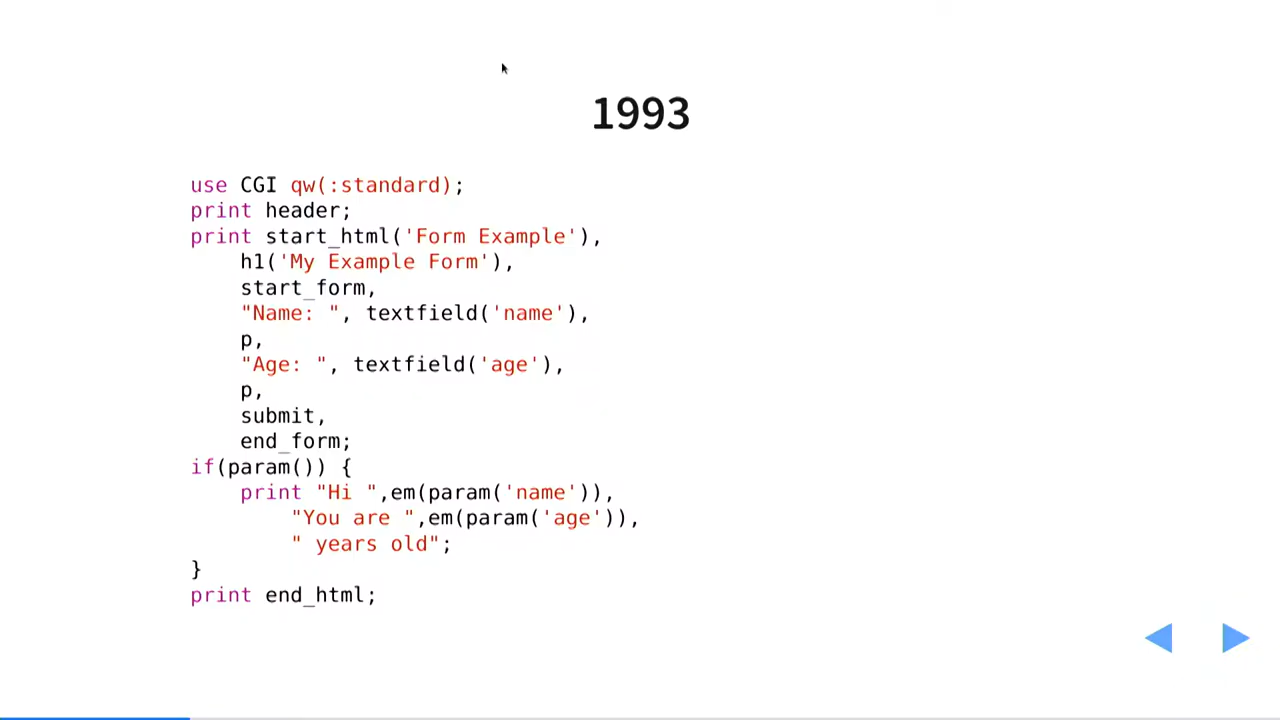 1993
use CGI qw(:standard);
print header;
print start_html('Form Example'),
    h1('My Example Form'),
    start_form,
    "Name: ", textfield('name'),
    p,
    "Age: ", textfield('age'),
    p,
    submit,
    end_form;
if(param()) {
    print "Hi ",em(param('name')),
        "You are ",em(param('age')),
        " years old";
}
print end_html;